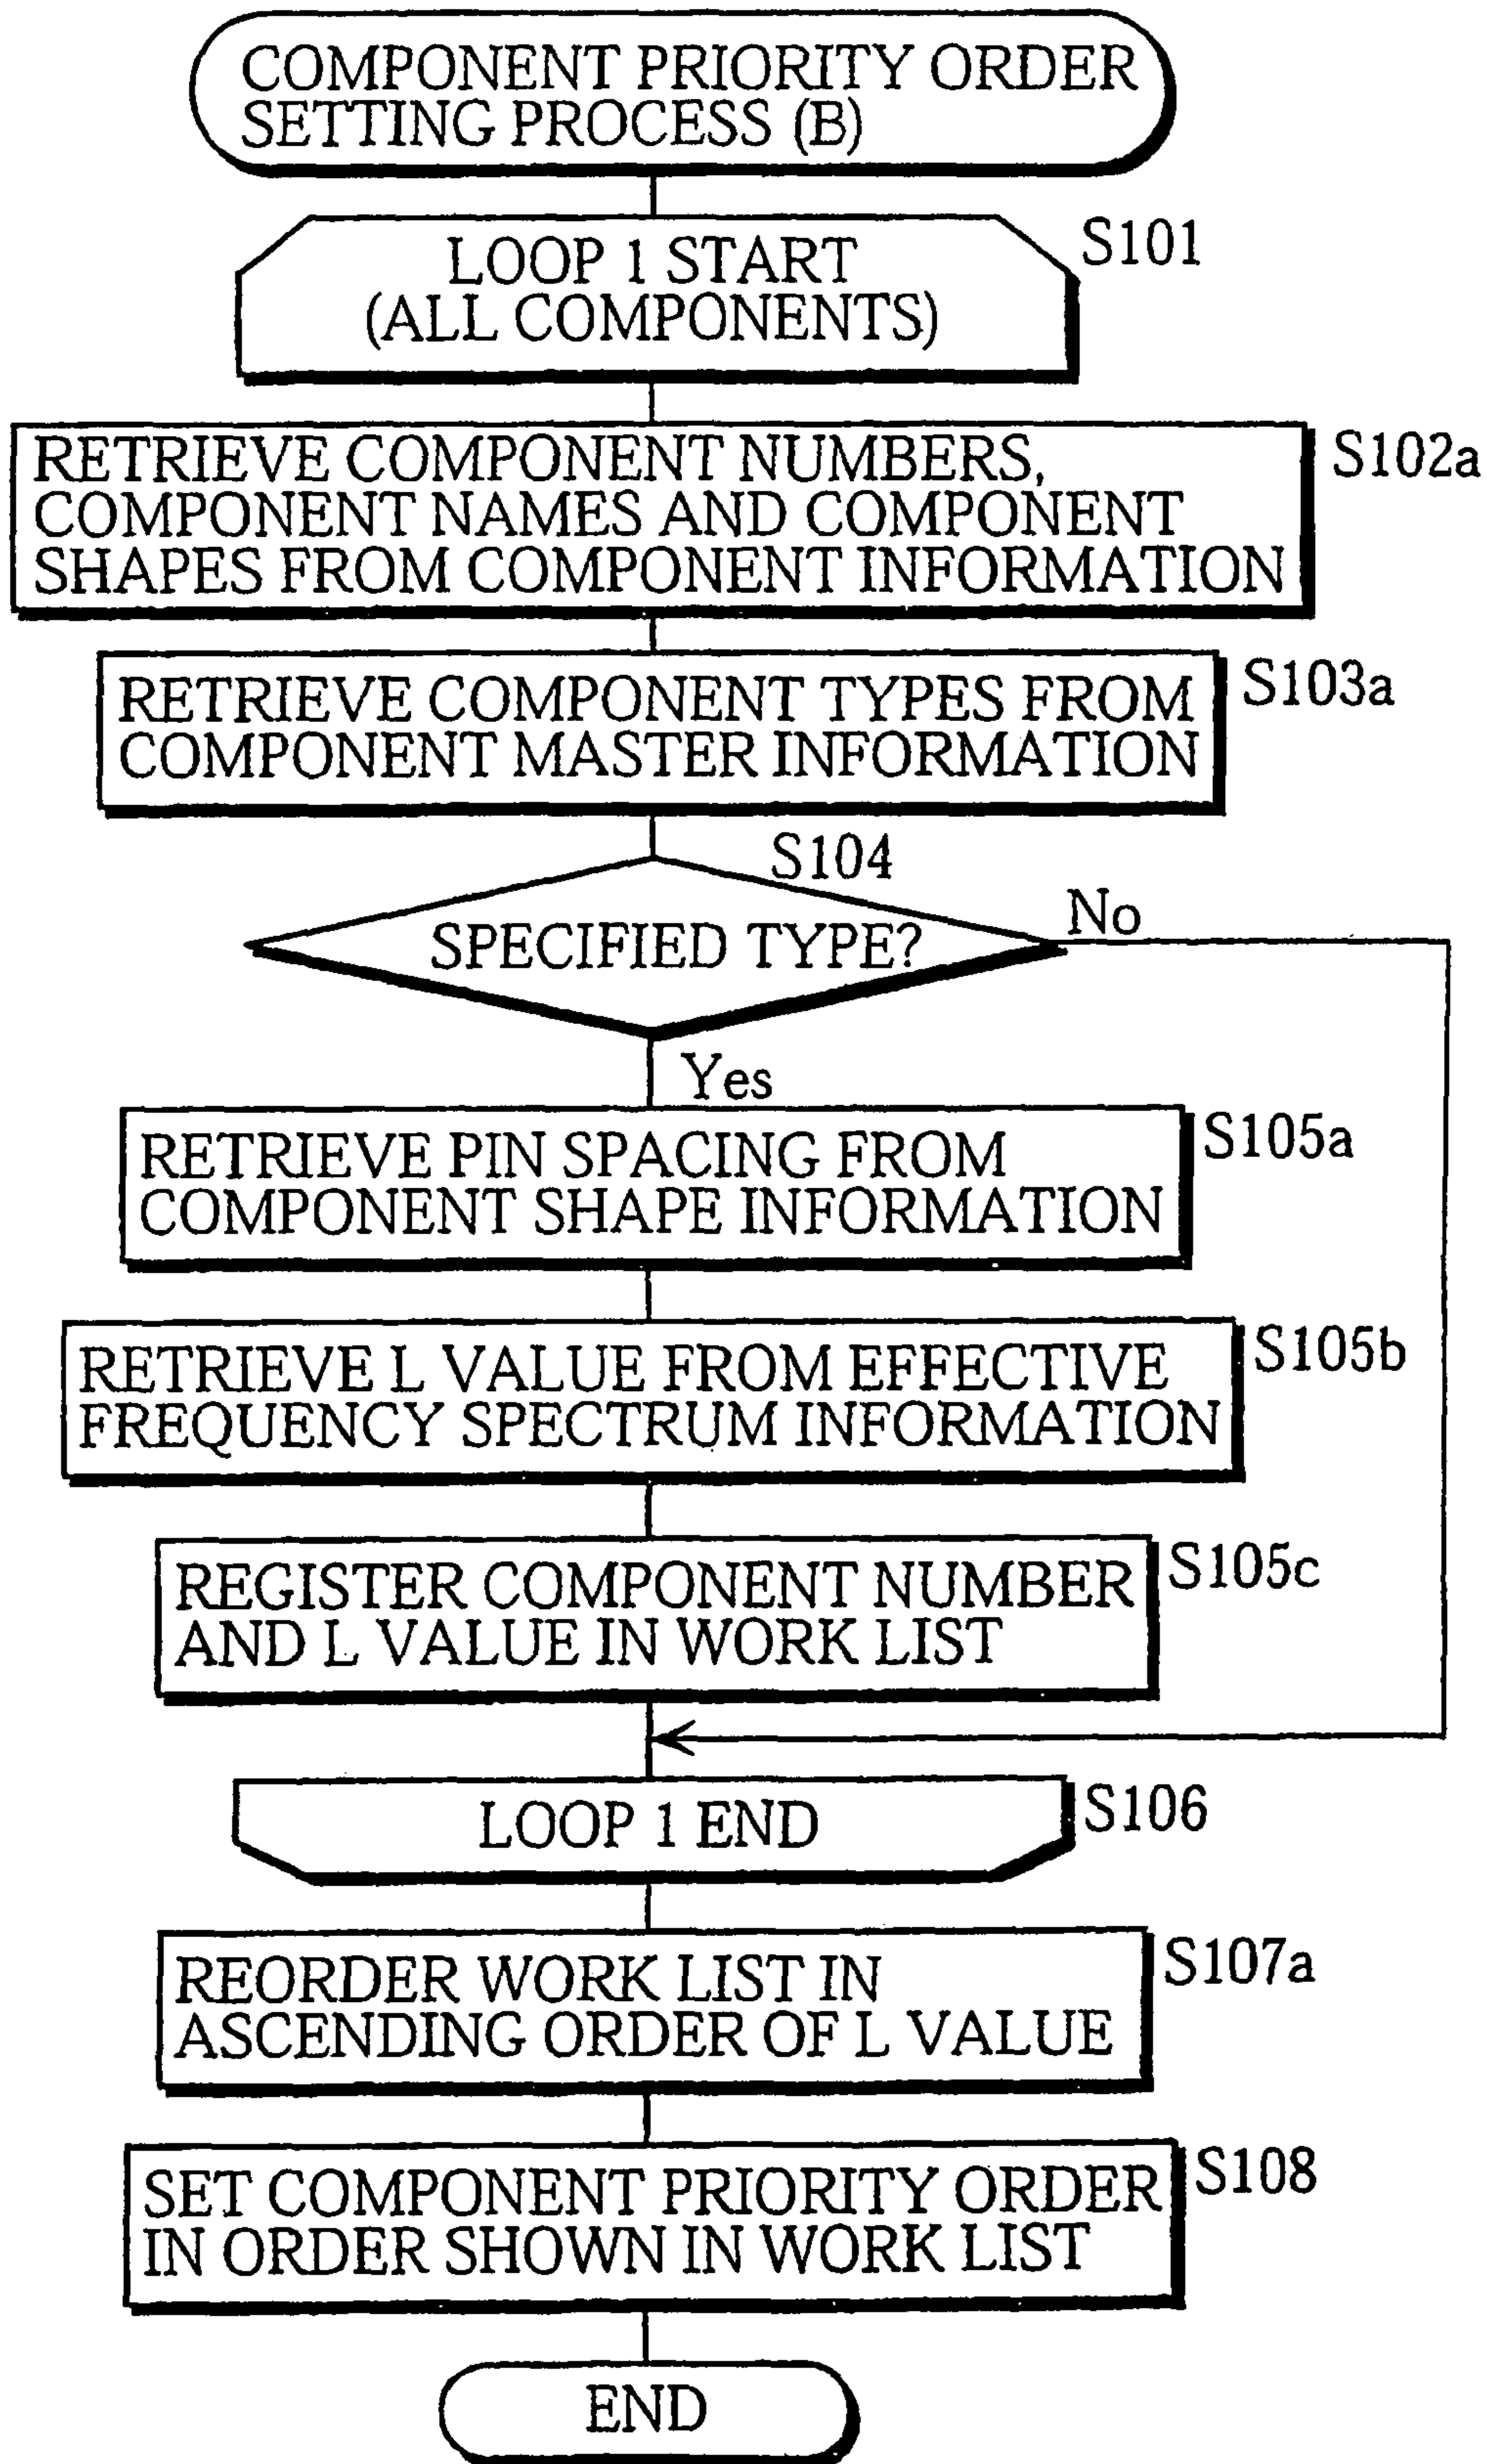 COMPONENT PRIORITY ORDER
SETTING PROCESS (B)
LOOP 1 START
(ALL COMPONENTS)
S101
RETRIEVE COMPONENT NUMBERS,
COMPONENT NAMES AND COMPONENT
SHAPES FROM COMPONENT INFORMATION
S102a
RETRIEVE COMPONENT TYPES FROM
COMPONENT MASTER INFORMATION
S103a
S104
SPECIFIED TYPE?
No
Yes
RETRIEVE PIN SPACING FROM
COMPONENT SHAPE INFORMATION
S105a
RETRIEVE L VALUE FROM EFFECTIVE
FREQUENCY SPECTRUM INFORMATION
S105b
REGISTER COMPONENT NUMBER
AND L VALUE IN WORK LIST
S105c
LOOP 1 END
S106
REORDER WORK LIST IN
ASCENDING ORDER OF L VALUE
S107a
SET COMPONENT PRIORITY ORDER
IN ORDER SHOWN IN WORK LIST
S108
END